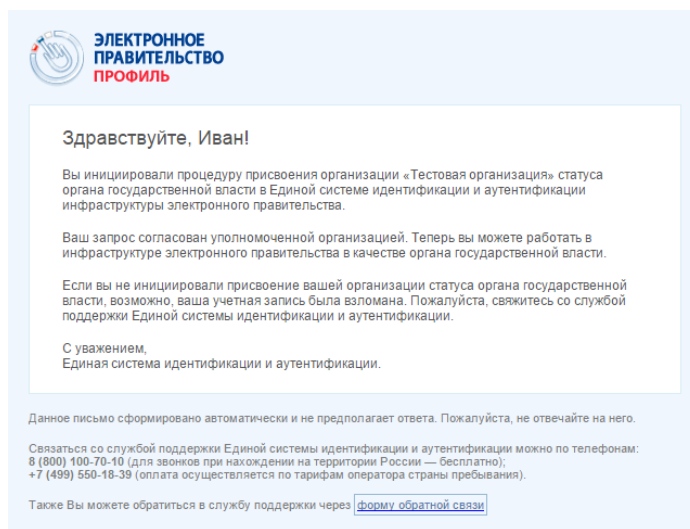 ЭЛЕКТРОННОЕ
ПРАВИТЕЛЬСТВО
ПРОФИЛЬ
Здравствуйте, Иван!
Вы инициировали процедуру присвоения организации «Тестовая организация» статуса
органа государственной власти в Единой системе идентификации и аутентификации
инфраструктуры электронного правительства.
Ваш запрос согласован уполномоченной организацией. Теперь вы можете работать в
инфраструктуре электронного правительства в качестве органа государственной власти.
Если вы не инициировали присвоение вашей организации статуса органа государственной
власти, возможно, ваша учетная запись была взломана. Пожалуйста, свяжитесь со службой
поддержки Единой системы идентификации и аутентификации.
С уважением,
Единая система идентификации и аутентификации.
Данное письмо сформировано автоматически и не предполагает ответа. Пожалуйста, не отвечайте на него.
Связаться со службой поддержки Единой системы идентификации и аутентификации можно по телефонам:
8 (800) 100-70-10 (для звонков при нахождении на территории России — бесплатно);
+7 (499) 550-18-39 (оплата осуществляется по тарифам оператора страны пребывания).
Также Вы можете обратиться в службу поддержки через форму обратной связи